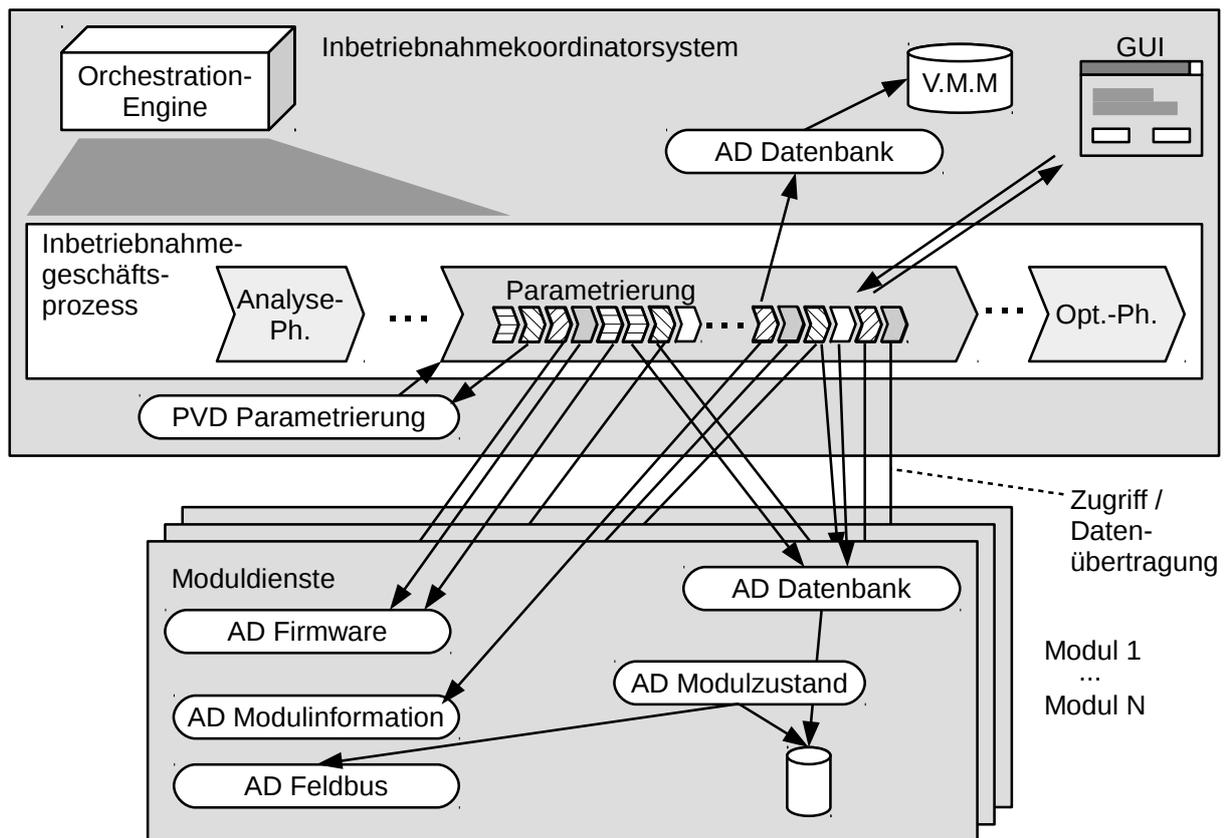 Inbetriebnahmekoordinatorsystem
GUI
Orchestration-
Engine
V.M.M
AD Datenbank
Inbetriebnahme-
geschäfts-
prozess
Analyse-
Ph.
....
Parametrierung
....
....
Opt.-Ph.
PVD Parametrierung
Zugriff /
Daten-
übertragung
Moduldienste
AD Datenbank
AD Firmware
Modul 1
...
Modul N
AD Modulzustand
AD Modulinformation
AD Feldbus